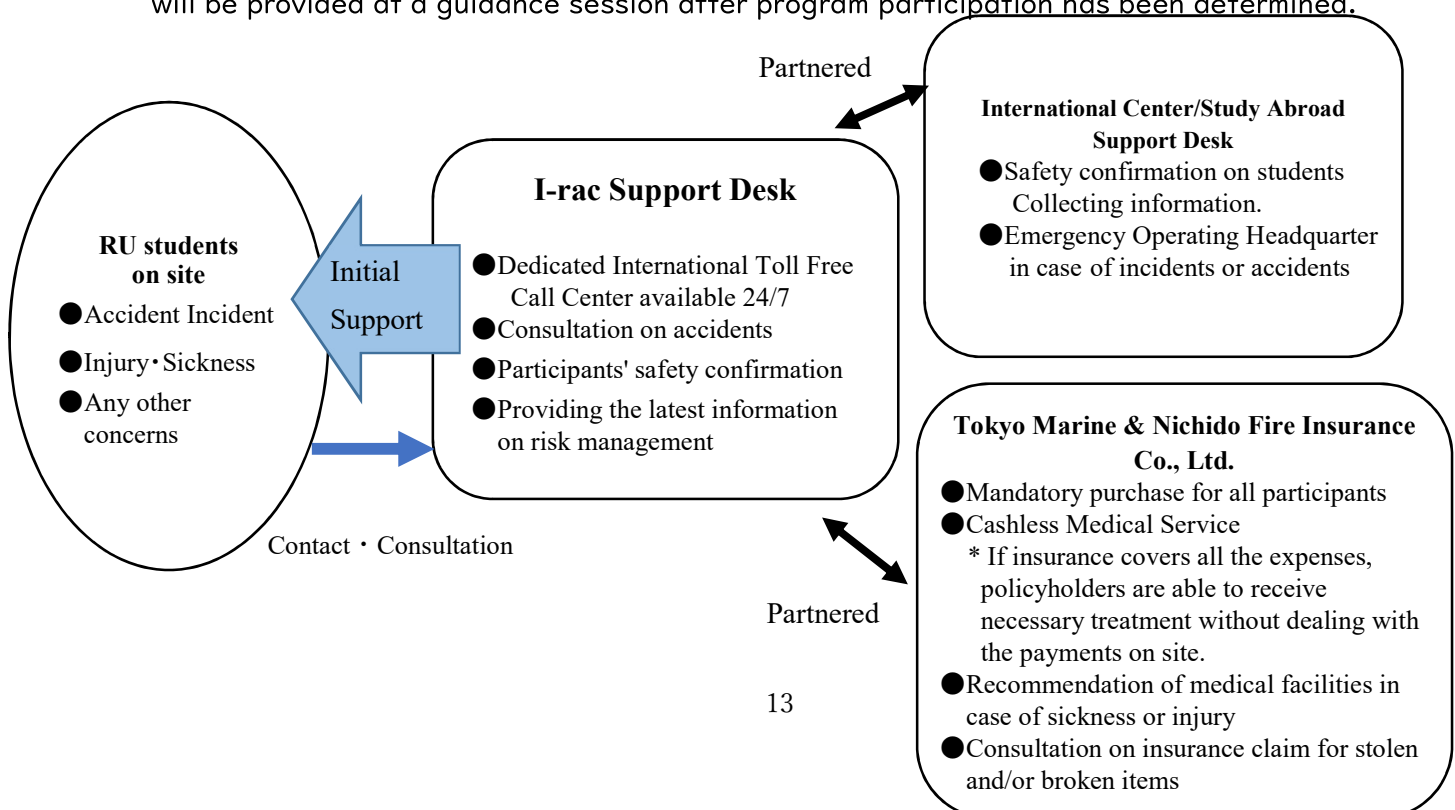 will be provided at a guidance session after program participation has been determined.
Partnered
International Center/Study Abroad
Support Desk
●Safety confirmation on students
Collecting information.
●Emergency Operating Headquarter
in case of incidents or accidents
I-rac Support Desk
●Dedicated International Toll Free
Call Center available 24/7
●Consultation on accidents
●Participants' safety confirmation
●Providing the latest information
on risk management
Initial
Support
RU students
on site
●Accident Incident
●Injury・Sickness
●Any other
concerns
Contact・Consultation
Partnered
Tokyo Marine & Nichido Fire Insurance
Co., Ltd.
●Mandatory purchase for all participants
●Cashless Medical Service
* If insurance covers all the expenses,
policyholders are able to receive
necessary treatment without dealing with
the payments on site.
●Recommendation of medical facilities in
case of sickness or injury
●Consultation on insurance claim for stolen
and/or broken items
13